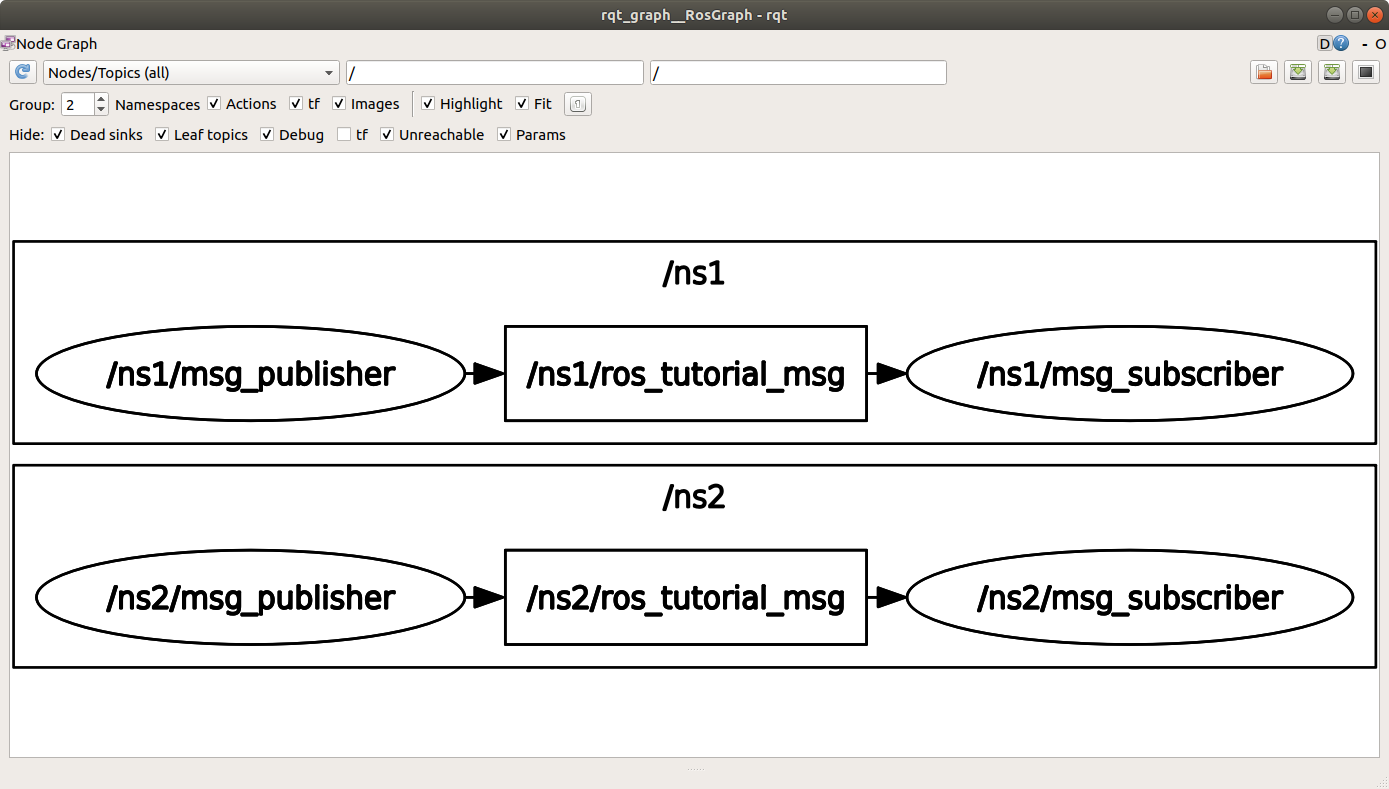 rqt_graph__RosGraph - rqt
Node Graph D ? - O
Nodes/Topics (all) / /
Group: 2 Namespaces Actions tf Images Highlight Fit
Hide: Dead sinks Leaf topics Debug tf Unreachable Params
/ns1
/ns1/msg_publisher /ns1/ros_tutorial_msg /ns1/msg_subscriber
/ns2
/ns2/msg_publisher /ns2/ros_tutorial_msg /ns2/msg_subscriber